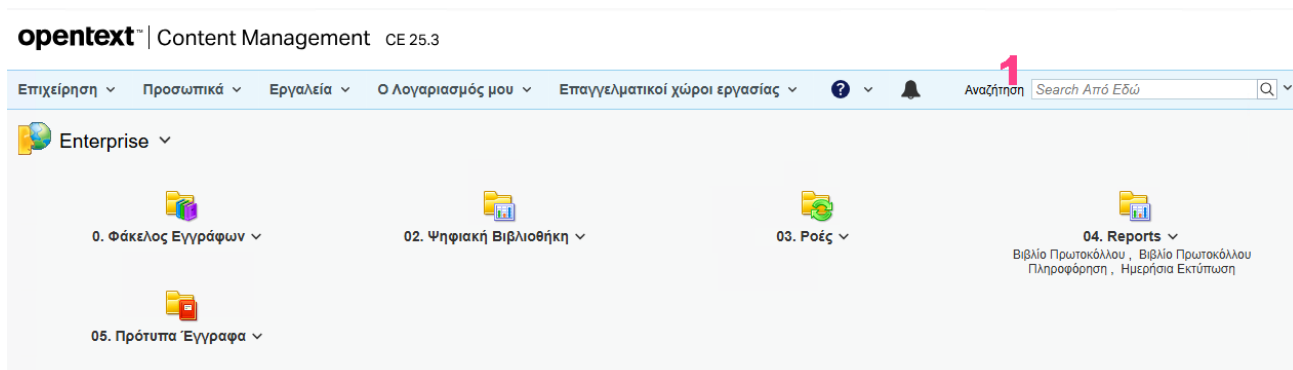 opentext™ | Content Management CE 25.3
1
Επιχείρηση Προσωπικά Εργαλεία Ο Λογαριασμός μου Επαγγελματικοί χώροι εργασίας ? Αναζήτηση Search Από Εδώ
Enterprise
0. Φάκελος Εγγράφων 02. Ψηφιακή Βιβλιοθήκη 03. Ροές 04. Reports
Βιβλίο Πρωτοκόλλου , Βιβλίο Πρωτοκόλλου
Πληροφόρηση , Ημερήσια Εκτύπωση
05. Πρότυπα Έγγραφα